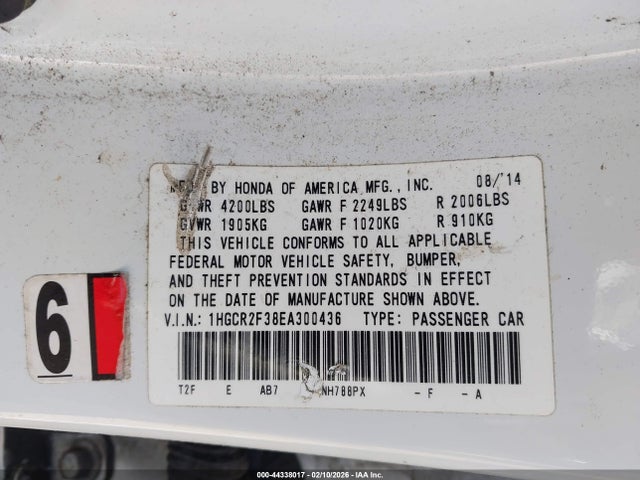 BY HONDA OF AMERICA MFG., INC. 08/'14
GVWR 4200LBS GAWR F 2249LBS R 2006LBS
GVWR 1905KG GAWR F 1020KG R 910KG
THIS VEHICLE CONFORMS TO ALL APPLICABLE
FEDERAL MOTOR VEHICLE SAFETY, BUMPER,
AND THEFT PREVENTION STANDARDS IN EFFECT
ON THE DATE OF MANUFACTURE SHOWN ABOVE.
V.I.N.: 1HGCR2F38EA300436 TYPE: PASSENGER CAR
T2F E AB7 NH788PX - F - A
6
000-44338017 - 02/10/2026 - Copyright © IAA